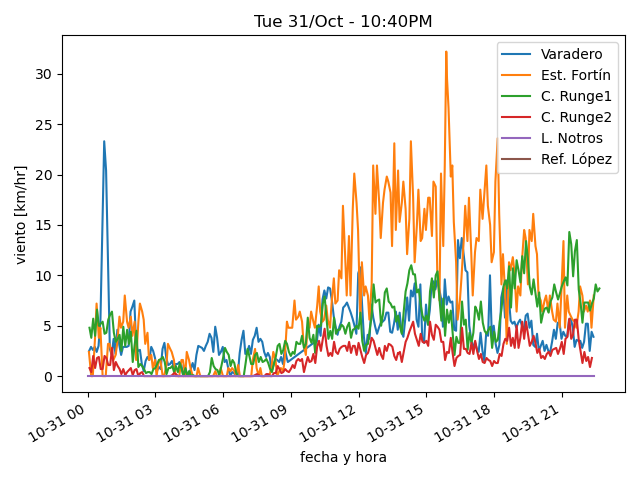 Tue 31/Oct - 10:40PM
Varadero
Est. Fortín
C. Runge1
C. Runge2
L. Notros
Ref. López
viento [km/hr]
30
25
20
15
10
5
0
10-31 00
10-31 03
10-31 06
10-31 09
10-31 12
10-31 15
10-31 18
10-31 21
fecha y hora